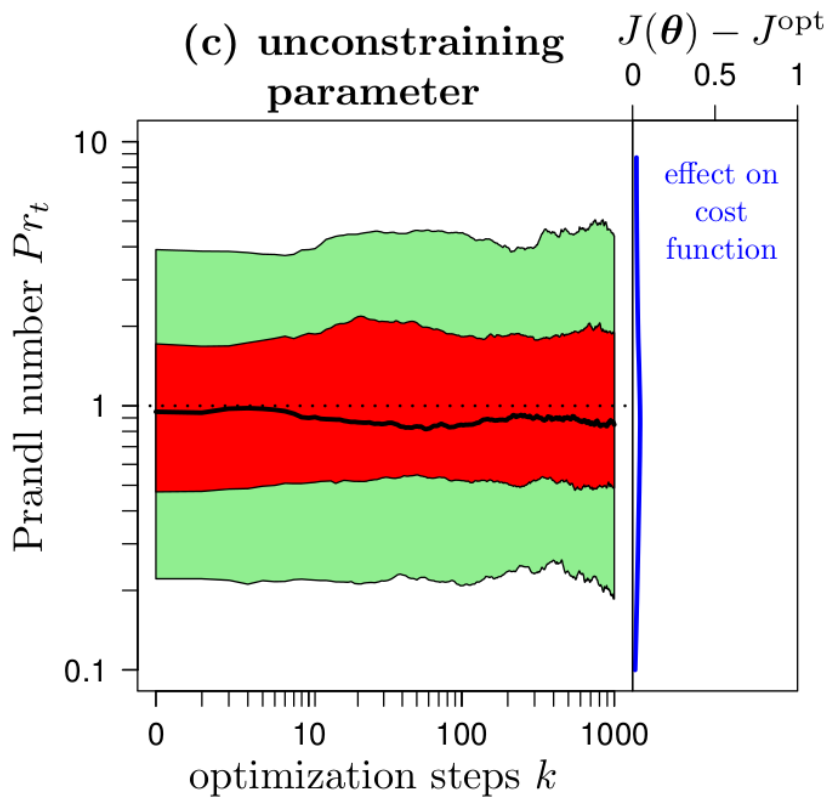 (c) unconstraining
parameter
J(θ) − J^opt
0 0.5 1
effect on
cost
function
Prandl number Pr_t
10
1
0.1
0 10 100 1000
optimization steps k